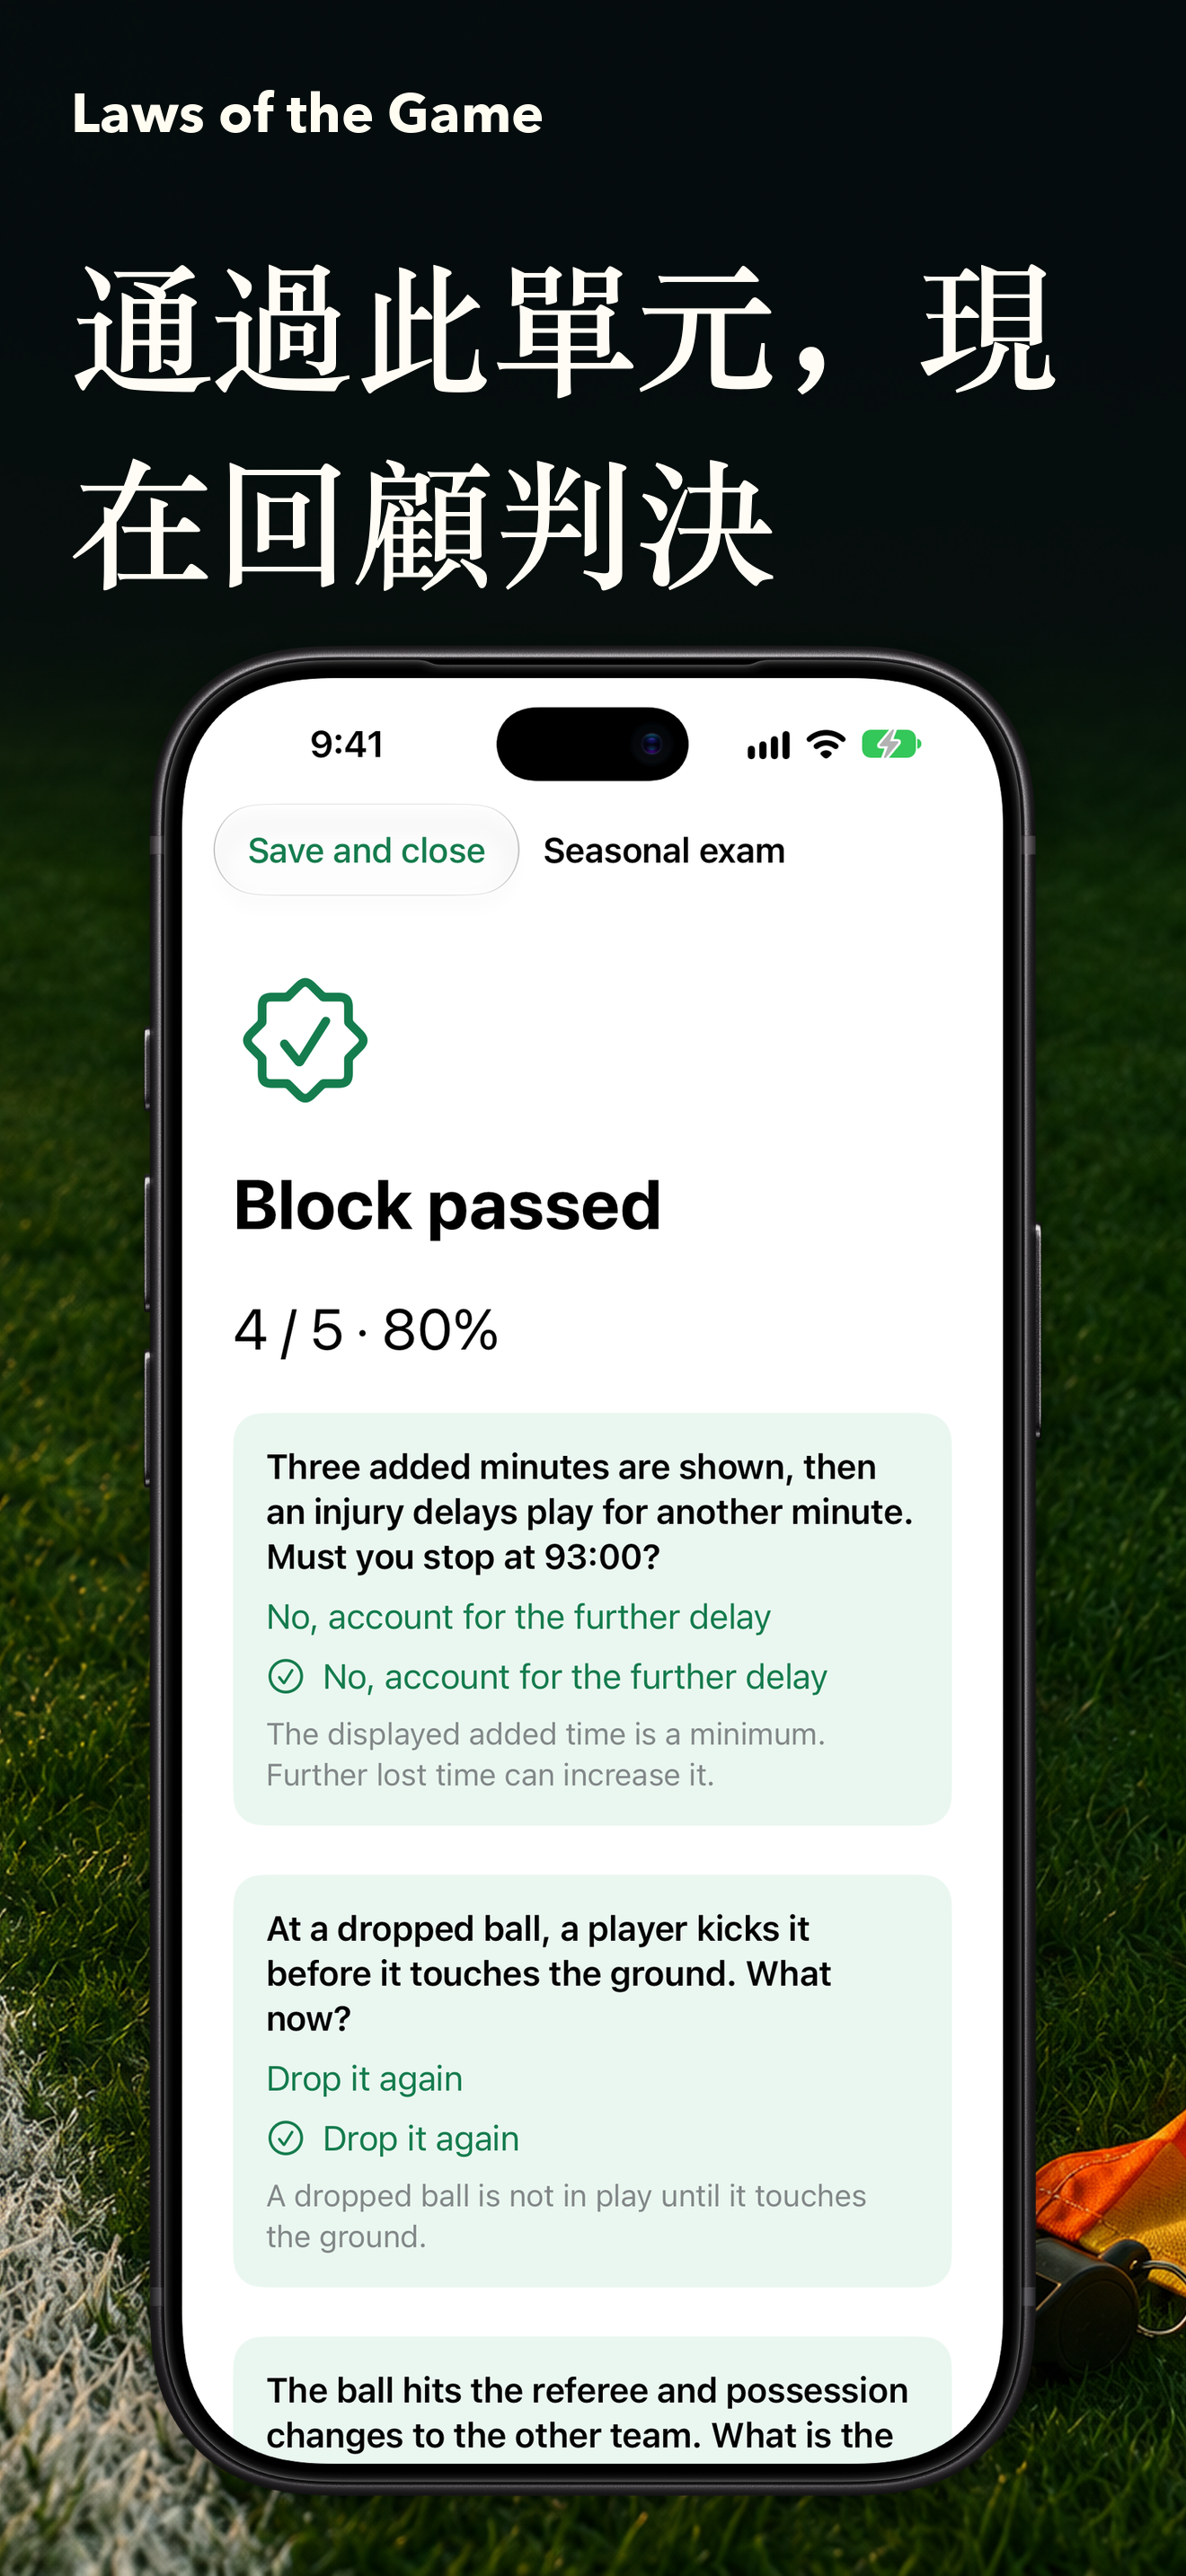 Laws of the Game
通過此單元，現
在回顧判決
9:41
Save and close
Seasonal exam
Block passed
4 / 5 · 80%
Three added minutes are shown, then
an injury delays play for another minute.
Must you stop at 93:00?
No, account for the further delay
No, account for the further delay
The displayed added time is a minimum.
Further lost time can increase it.
At a dropped ball, a player kicks it
before it touches the ground. What
now?
Drop it again
Drop it again
A dropped ball is not in play until it touches
the ground.
The ball hits the referee and possession
changes to the other team. What is the